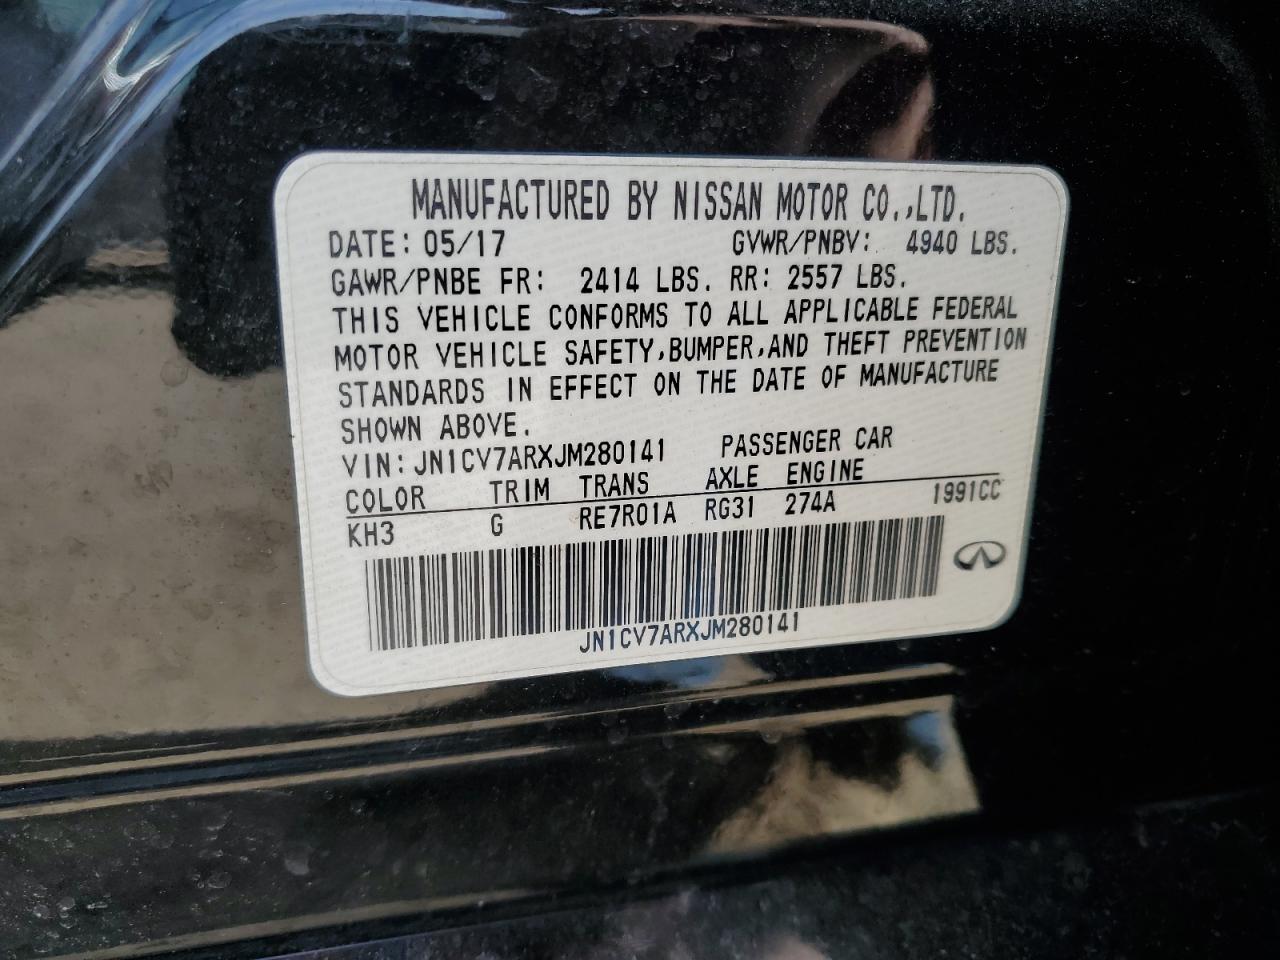 MANUFACTURED BY NISSAN MOTOR CO.,LTD.
DATE: 05/17 GVWR/PNBV: 4940 LBS.
GAWR/PNBE FR: 2414 LBS. RR: 2557 LBS.
THIS VEHICLE CONFORMS TO ALL APPLICABLE FEDERAL
MOTOR VEHICLE SAFETY,BUMPER,AND THEFT PREVENTION
STANDARDS IN EFFECT ON THE DATE OF MANUFACTURE
SHOWN ABOVE.
VIN: JN1CV7ARXJM280141 PASSENGER CAR
COLOR TRIM TRANS AXLE ENGINE
KH3 G RE7R01A RG31 274A 1991CC
JN1CV7ARXJM280141